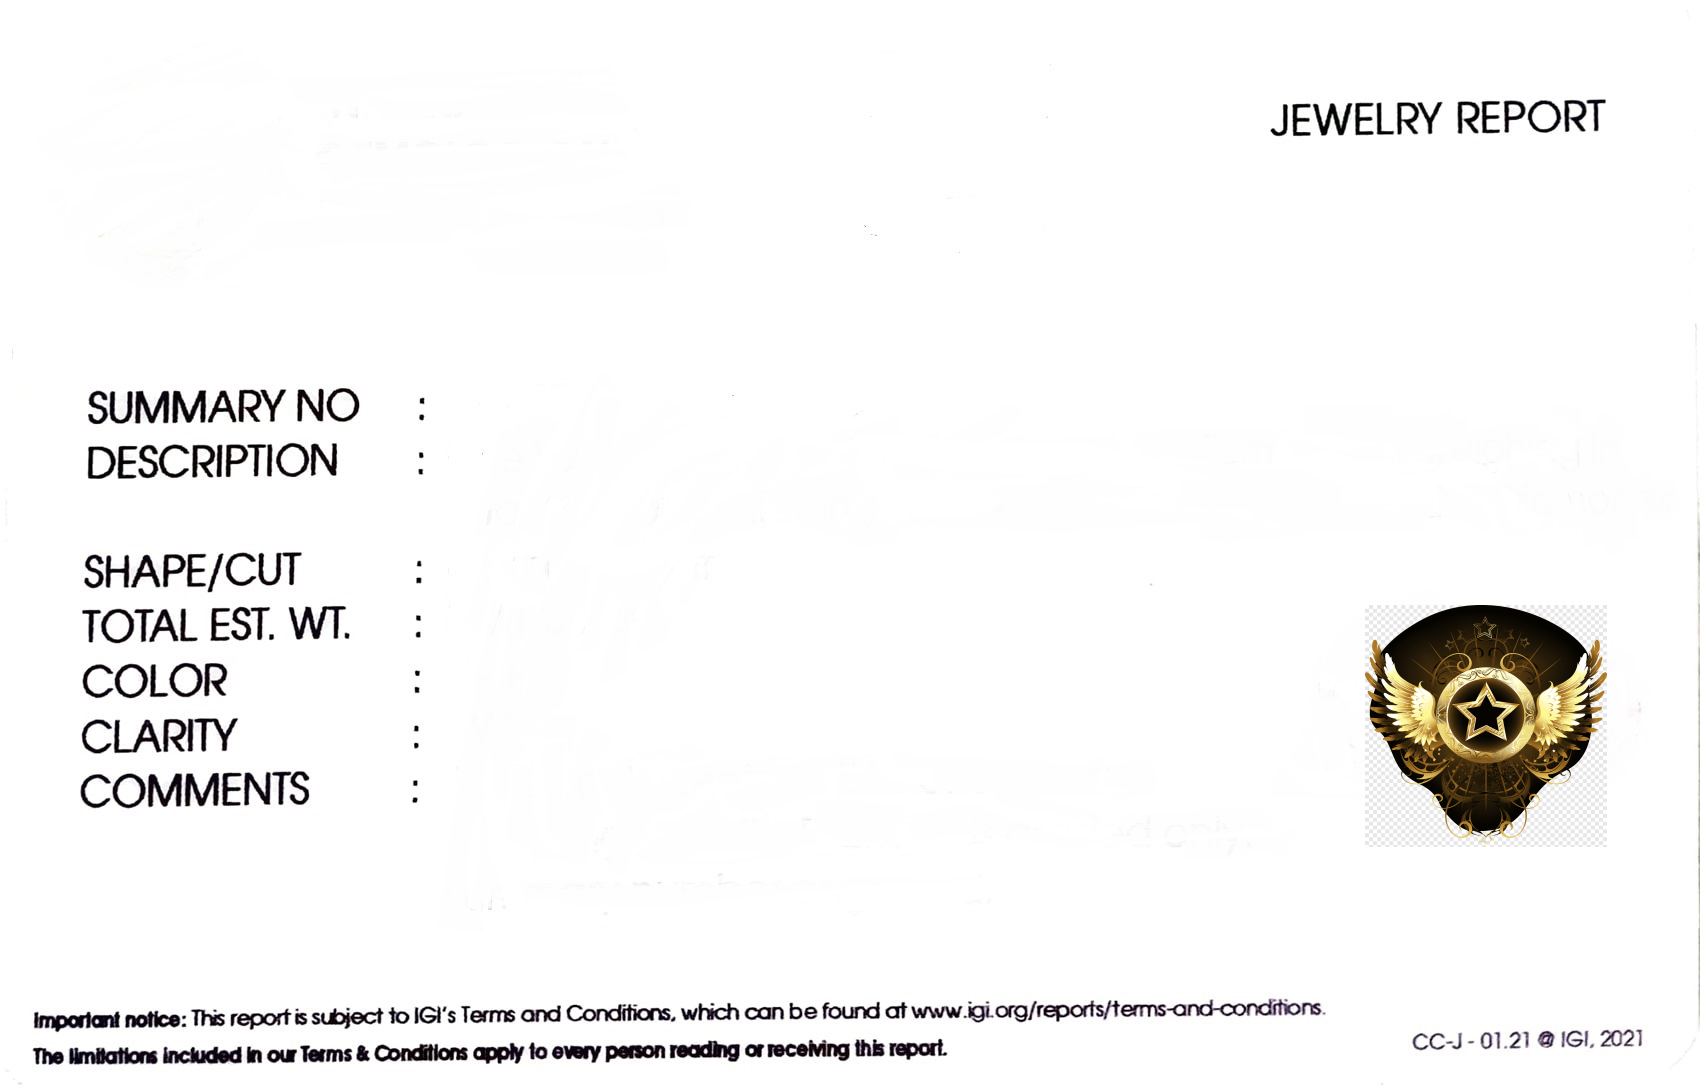 JEWELRY REPORT
SUMMARY NO :
DESCRIPTION :
SHAPE/CUT :
TOTAL EST. WT. :
COLOR :
CLARITY :
COMMENTS :
Important notice: This report is subject to IGI's Terms and Conditions, which can be found at www.igi.org/reports/terms-and-conditions.
The limitations included in our Terms & Conditions apply to every person reading or receiving this report.
CC-J - 01.21 @ IGI, 2021